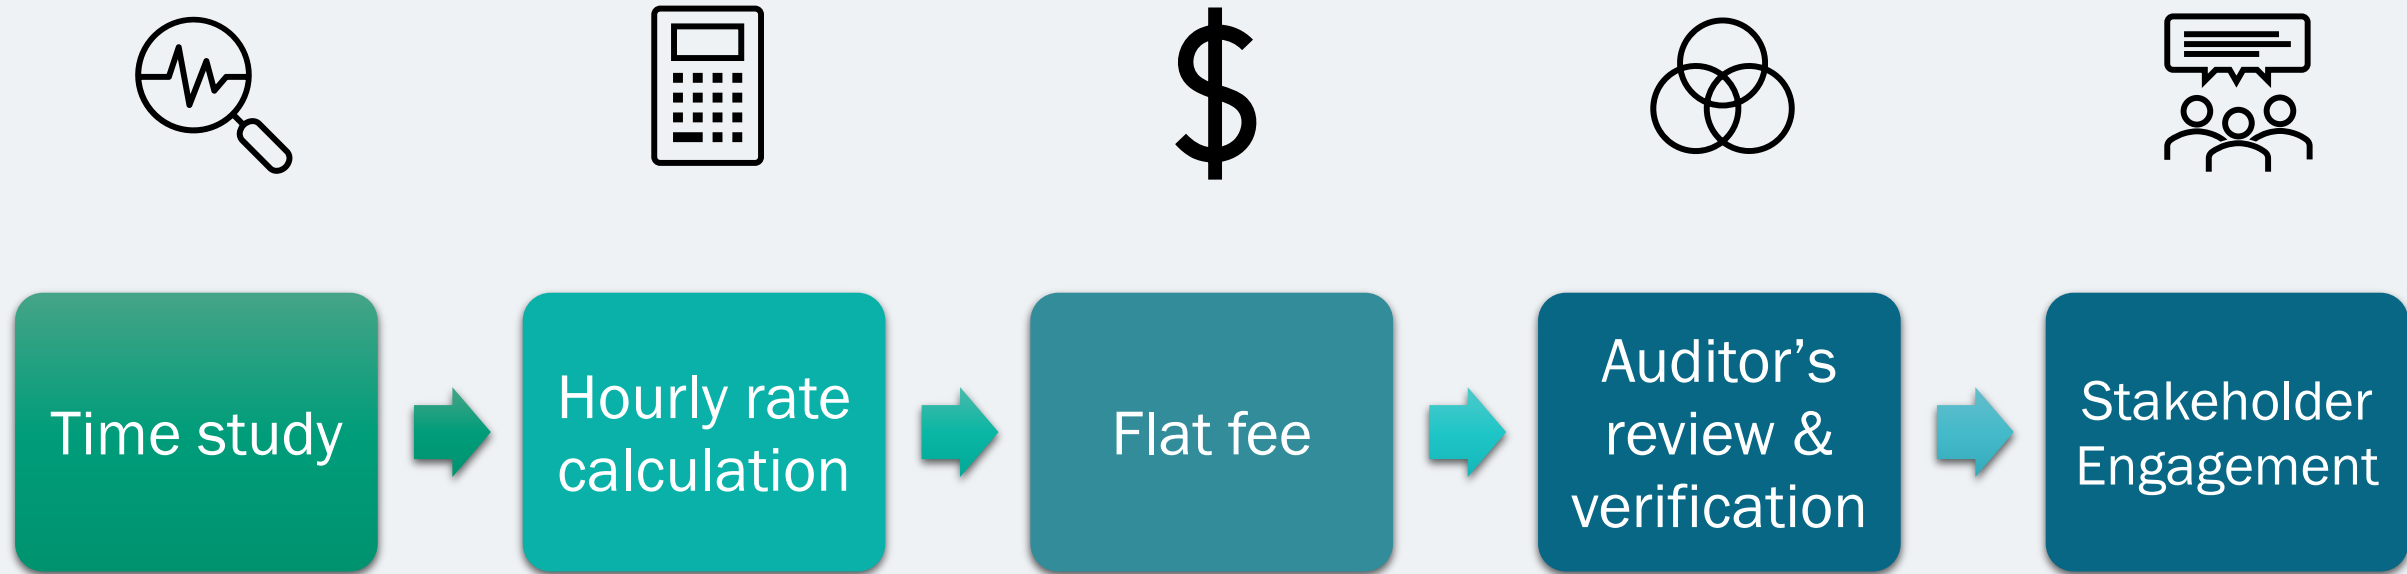 Time study
Hourly rate
calculation
Flat fee
Auditor’s
review &
verification
Stakeholder
Engagement